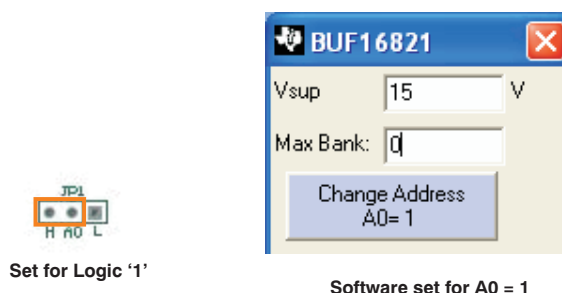 BUF16821
Vsup 15 V
Max Bank: 0
Change Address
A0= 1
JP1
H A0 L
Set for Logic ‘1’
Software set for A0 = 1